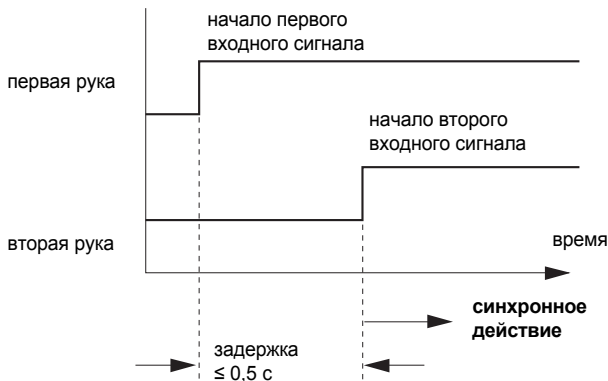 начало первого
входного сигнала
первая рука
начало второго
входного сигнала
вторая рука
время
синхронное
действие
задержка
≤ 0,5 с